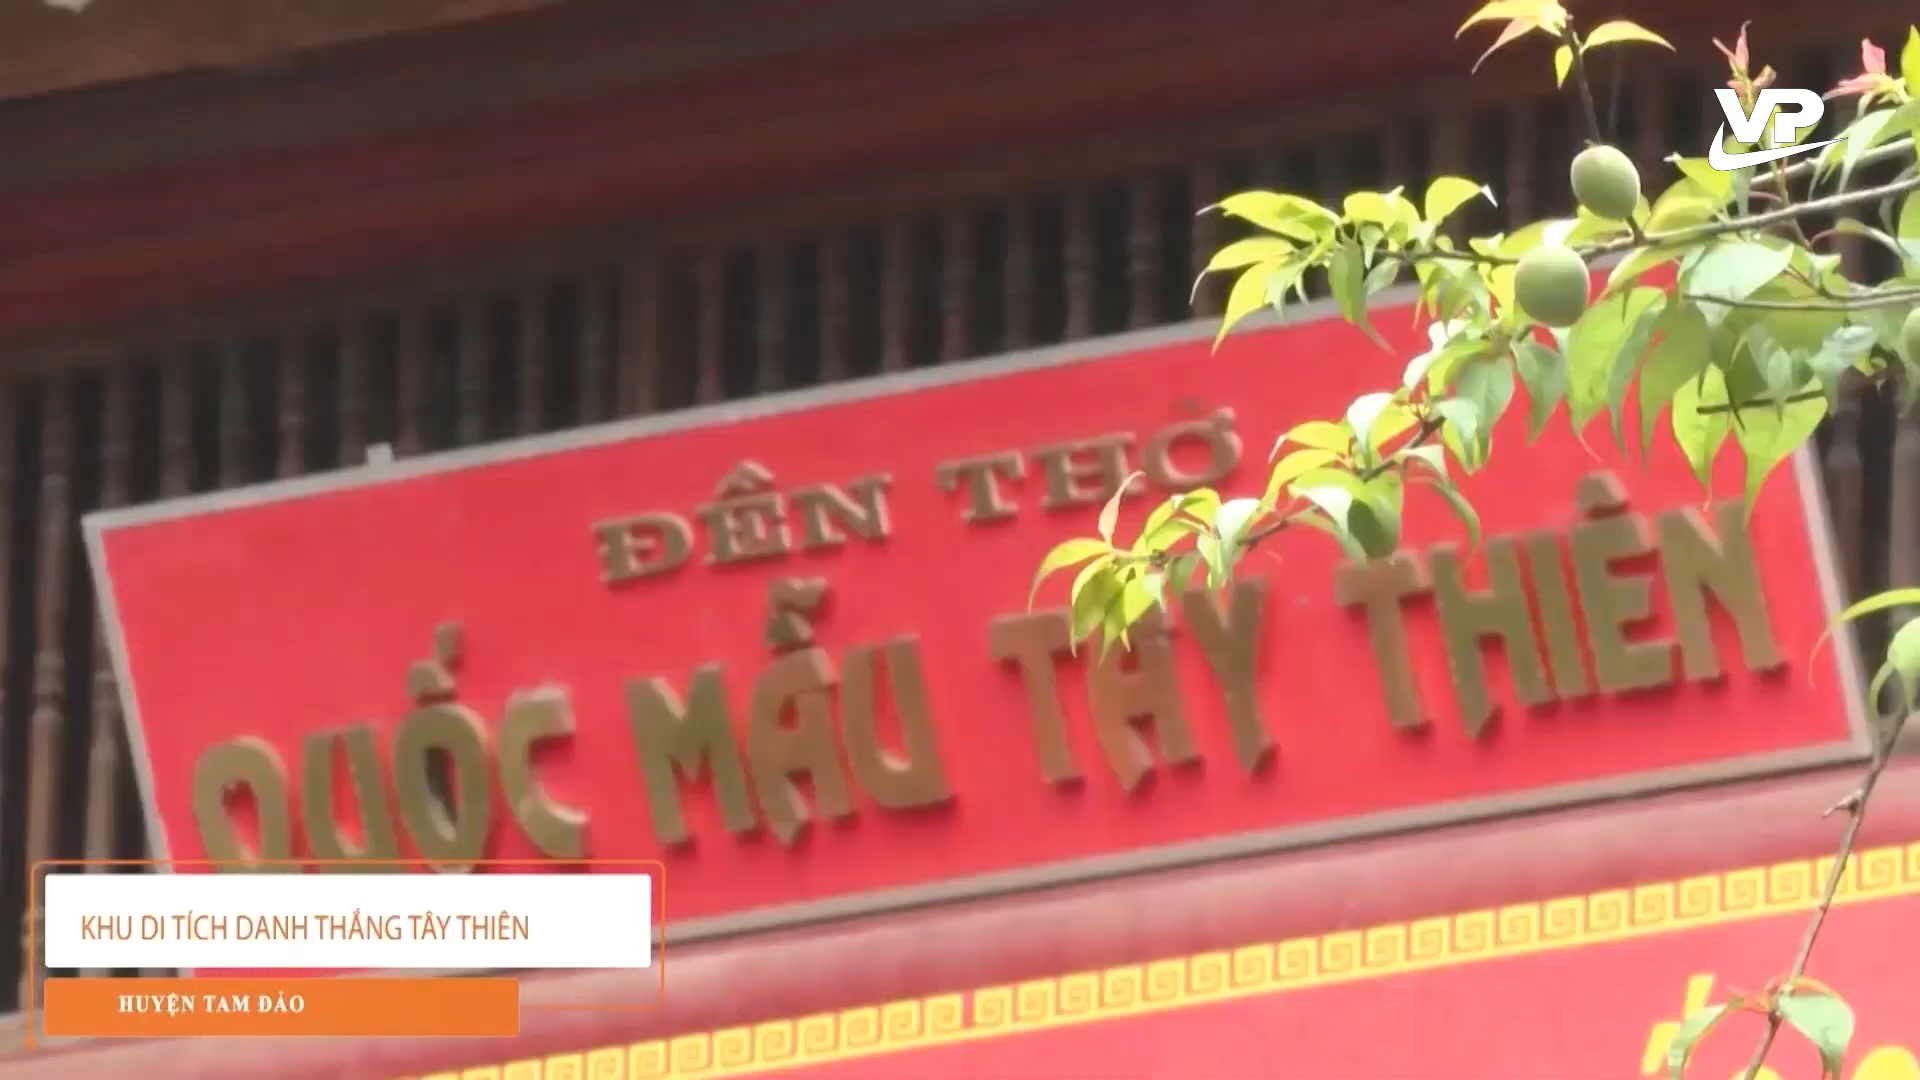 VP
ĐỀN THỜ
QUỐC MẪU TÂY THIÊN
KHU DI TÍCH DANH THẮNG TÂY THIÊN
HUYỆN TAM ĐẢO